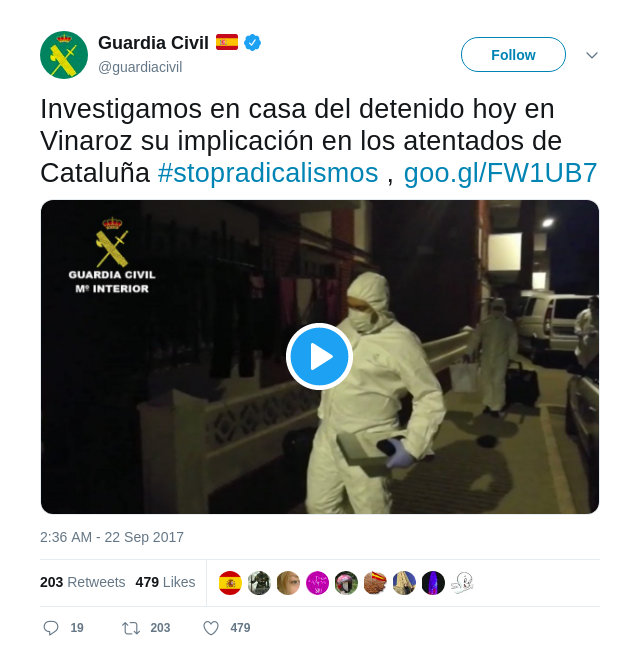 Guardia Civil
@guardiacivil
Follow
Investigamos en casa del detenido hoy en
Vinaroz su implicación en los atentados de
Cataluña #stopradicalismos , goo.gl/FW1UB7
GUARDIA CIVIL
Mº INTERIOR
2:36 AM - 22 Sep 2017
203 Retweets 479 Likes
19 203 479